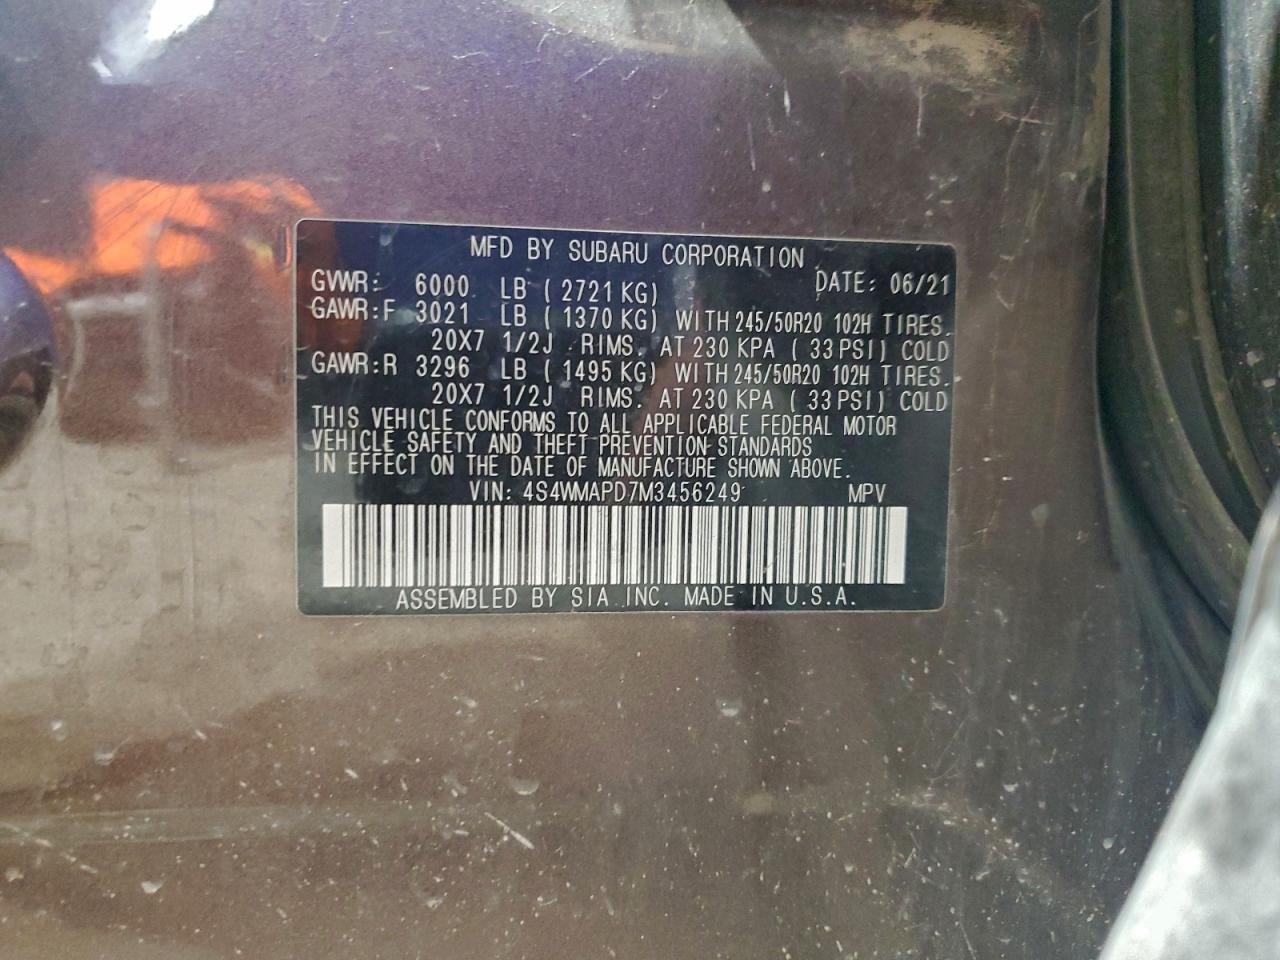 MFD BY SUBARU CORPORATION
GVWR: 6000 LB ( 2721 KG) DATE: 06/21
GAWR:F 3021 LB ( 1370 KG) WITH 245/50R20 102H TIRES.
20X7 1/2J RIMS. AT 230 KPA ( 33 PSI) COLD
GAWR:R 3296 LB ( 1495 KG) WITH 245/50R20 102H TIRES.
20X7 1/2J RIMS. AT 230 KPA ( 33 PSI) COLD
THIS VEHICLE CONFORMS TO ALL APPLICABLE FEDERAL MOTOR
VEHICLE SAFETY AND THEFT PREVENTION STANDARDS
IN EFFECT ON THE DATE OF MANUFACTURE SHOWN ABOVE.
VIN: 4S4WMAPD7M3456249 MPV
ASSEMBLED BY SIA INC. MADE IN U.S.A.